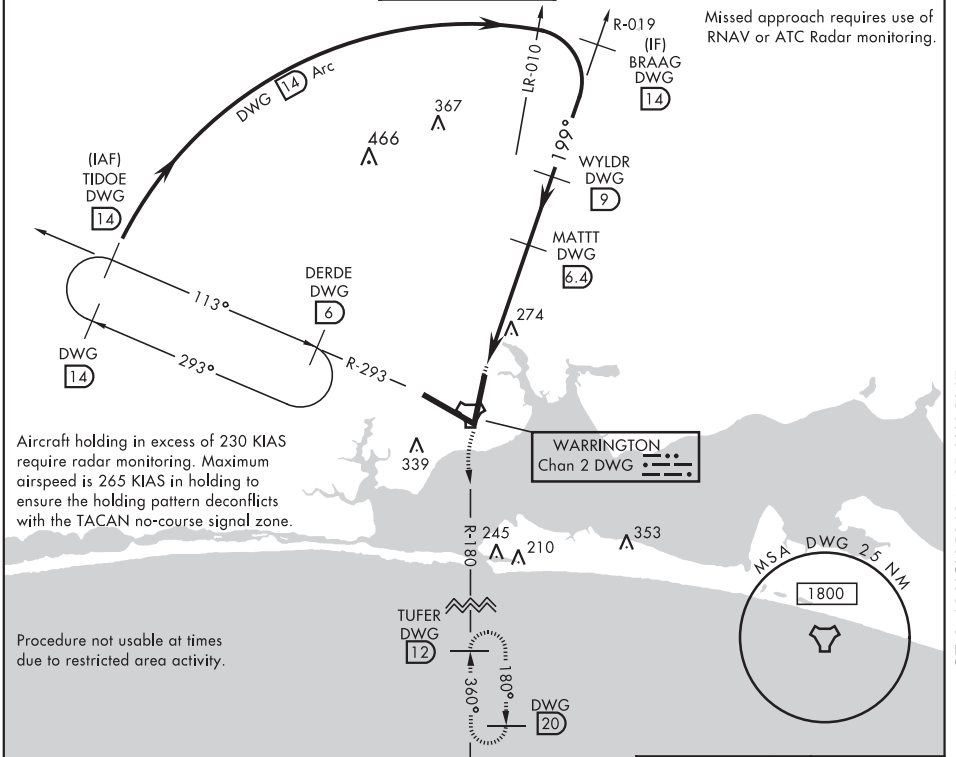 Missed approach requires use of
RNAV or ATC Radar monitoring.
R-019
(IF)
BRAAG
DWG
14
LR-010
DWG 14 Arc
367
466
199°
WYLDR
DWG
9
(IAF)
TIDOE
DWG
14
MATTT
DWG
6.4
DERDE
DWG
6
113°
274
293°
R-293
DWG
14
Aircraft holding in excess of 230 KIAS
require radar monitoring. Maximum
airspeed is 265 KIAS in holding to
ensure the holding pattern deconflicts
with the TACAN no-course signal zone.
339
WARRINGTON
Chan 2 DWG
R-180
245
210
353
MSA DWG 25 NM
1800
Procedure not usable at times
due to restricted area activity.
TUFER
DWG
12
360°
180°
DWG
20